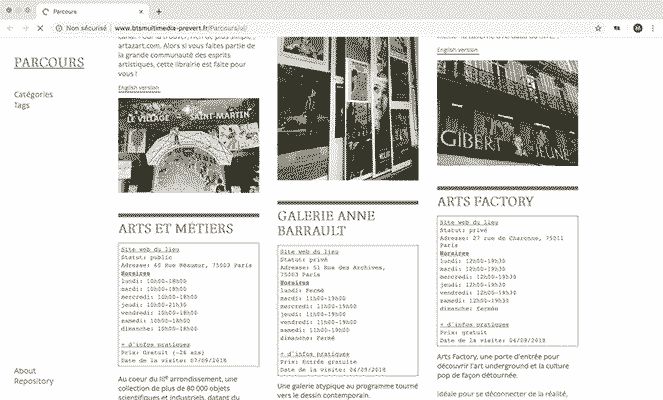 Parcours
Non sécurisé | www.btsmultimedia-prevert.fr/Parcours/a/
PARCOURS
Catégories
Tags
About
Repository
artazart.com. Alors si vous faites partie de
la grande communauté des esprits
artistiques, cette librairie est faite pour
vous !
English version
LE VILLAGE SAINT-MARTIN
ARTS ET MÉTIERS
Site web du lieu
Statut: public
Adresse: 60 Rue Réaumur, 75003 Paris
Horaires
lundi: 10h00-18h00
mardi: 10h00-18h00
mercredi: 10h00-18h00
jeudi: 10h00-21h30
vendredi: 10h00-18h00
samedi: 10h00-18h00
dimanche: 10h00-18h00
+ d'infos pratiques
Prix: Gratuit (-26 ans)
Date de la visite: 07/09/2018
Au coeur du IIIe arrondissement, une
collection de plus de 80 000 objets
scientifiques et industriels, datant du
GALERIE ANNE
BARRAULT
Site web du lieu
Statut: privé
Adresse: 51 Rue des Archives,
75003 Paris
Horaires
lundi: Fermé
mardi: 11h00-19h00
mercredi: 11h00-19h00
jeudi: 11h00-19h00
vendredi: 11h00-19h00
samedi: 11h00-19h00
dimanche: Fermé
+ d'infos pratiques
Prix: Entrée gratuite
Date de la visite: 04/09/2018
Une galerie atypique au programme tourné
vers le dessin contemporain.
English version
GIBERT JEUNE
ARTS FACTORY
Site web du lieu
Statut: privé
Adresse: 27 rue de Charonne, 75011
Paris
Horaires
lundi: 12h00-19h30
mardi: 12h00-19h30
mercredi: 12h00-19h30
jeudi: 12h00-19h30
vendredi: 12h00-19h30
samedi: 12h00-19h30
dimanche: fermée
+ d'infos pratiques
Prix: gratuit
Date de la visite: 04/09/2018
Arts Factory, une porte d'entrée pour
découvrir l'art underground et la culture
pop de façon détournée.
Idéale pour se déconnecter de la réalité,